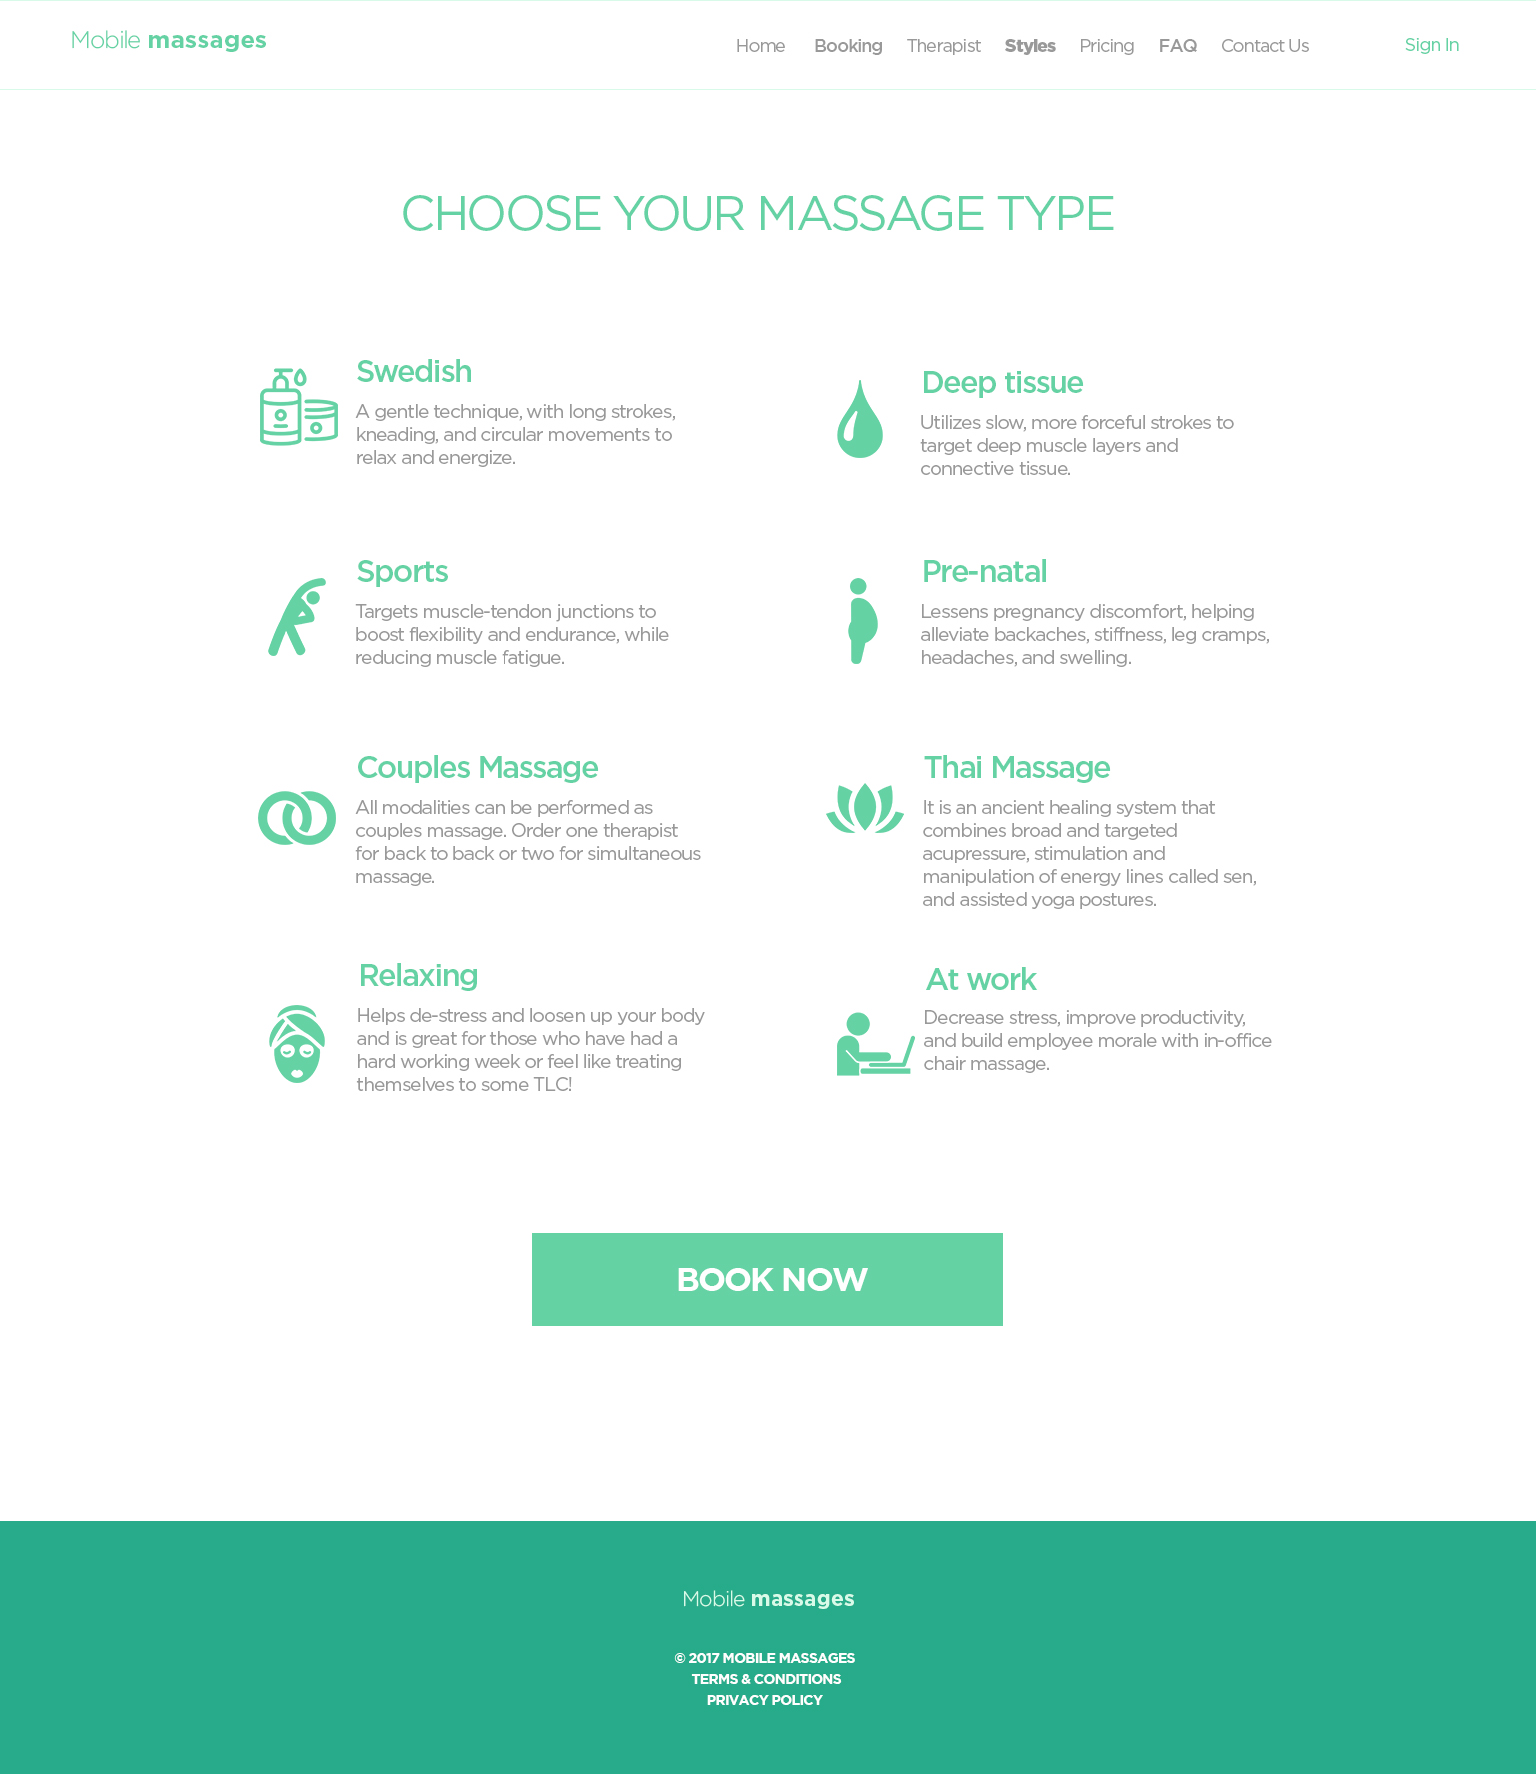 Mobile massages
Home Booking Therapist Styles Pricing FAQ Contact Us Sign In
CHOOSE YOUR MASSAGE TYPE
Swedish
A gentle technique, with long strokes,
kneading, and circular movements to
relax and energize.
Deep tissue
Utilizes slow, more forceful strokes to
target deep muscle layers and
connective tissue.
Sports
Targets muscle-tendon junctions to
boost flexibility and endurance, while
reducing muscle fatigue.
Pre-natal
Lessens pregnancy discomfort, helping
alleviate backaches, stiffness, leg cramps,
headaches, and swelling.
Couples Massage
All modalities can be performed as
couples massage. Order one therapist
for back to back or two for simultaneous
massage.
Thai Massage
It is an ancient healing system that
combines broad and targeted
acupressure, stimulation and
manipulation of energy lines called sen,
and assisted yoga postures.
Relaxing
Helps de-stress and loosen up your body
and is great for those who have had a
hard working week or feel like treating
themselves to some TLC!
At work
Decrease stress, improve productivity,
and build employee morale with in-office
chair massage.
BOOK NOW
Mobile massages
© 2017 MOBILE MASSAGES
TERMS & CONDITIONS
PRIVACY POLICY